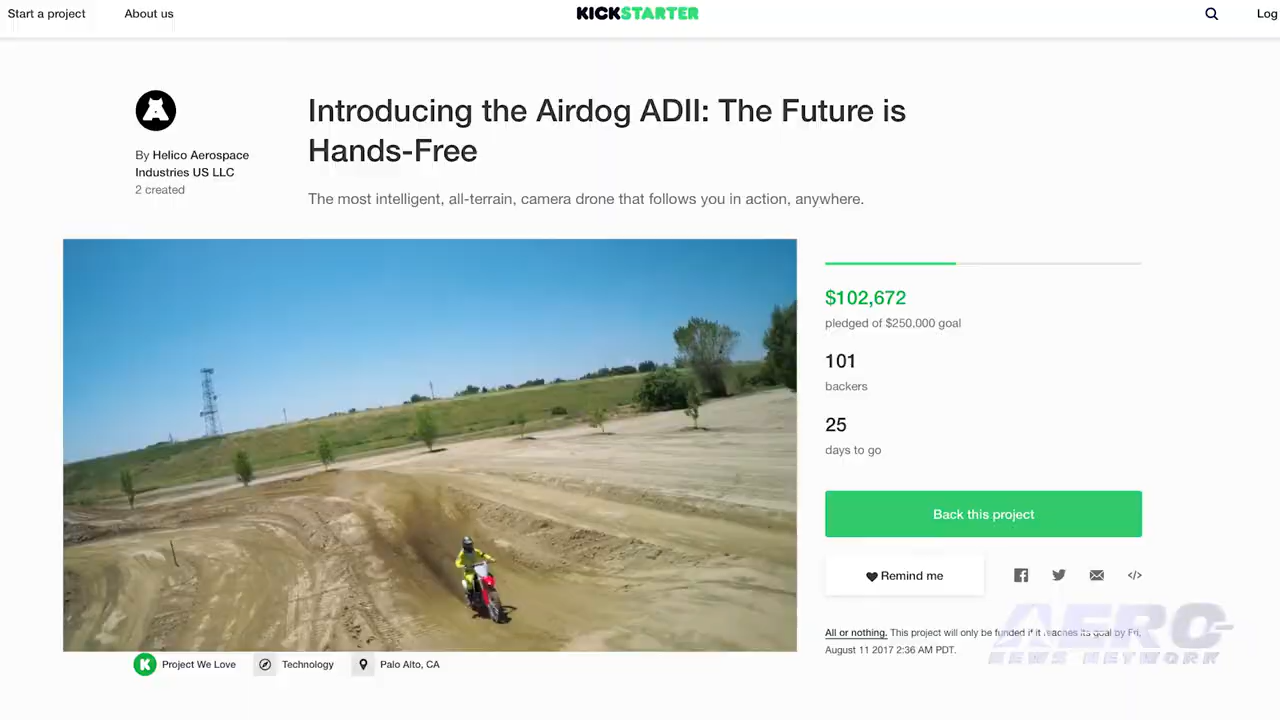 Start a project
About us
KICKSTARTER
Log
Introducing the Airdog ADII: The Future is
Hands-Free
By Helico Aerospace
Industries US LLC
2 created
The most intelligent, all-terrain, camera drone that follows you in action, anywhere.
$102,672
pledged of $250,000 goal
101
backers
25
days to go
Back this project
Remind me
All or nothing. This project will only be funded if it reaches its goal by Fri,
August 11 2017 2:36 AM PDT.
AERO
NEWS NETWORK
K Project We Love
Technology
Palo Alto, CA